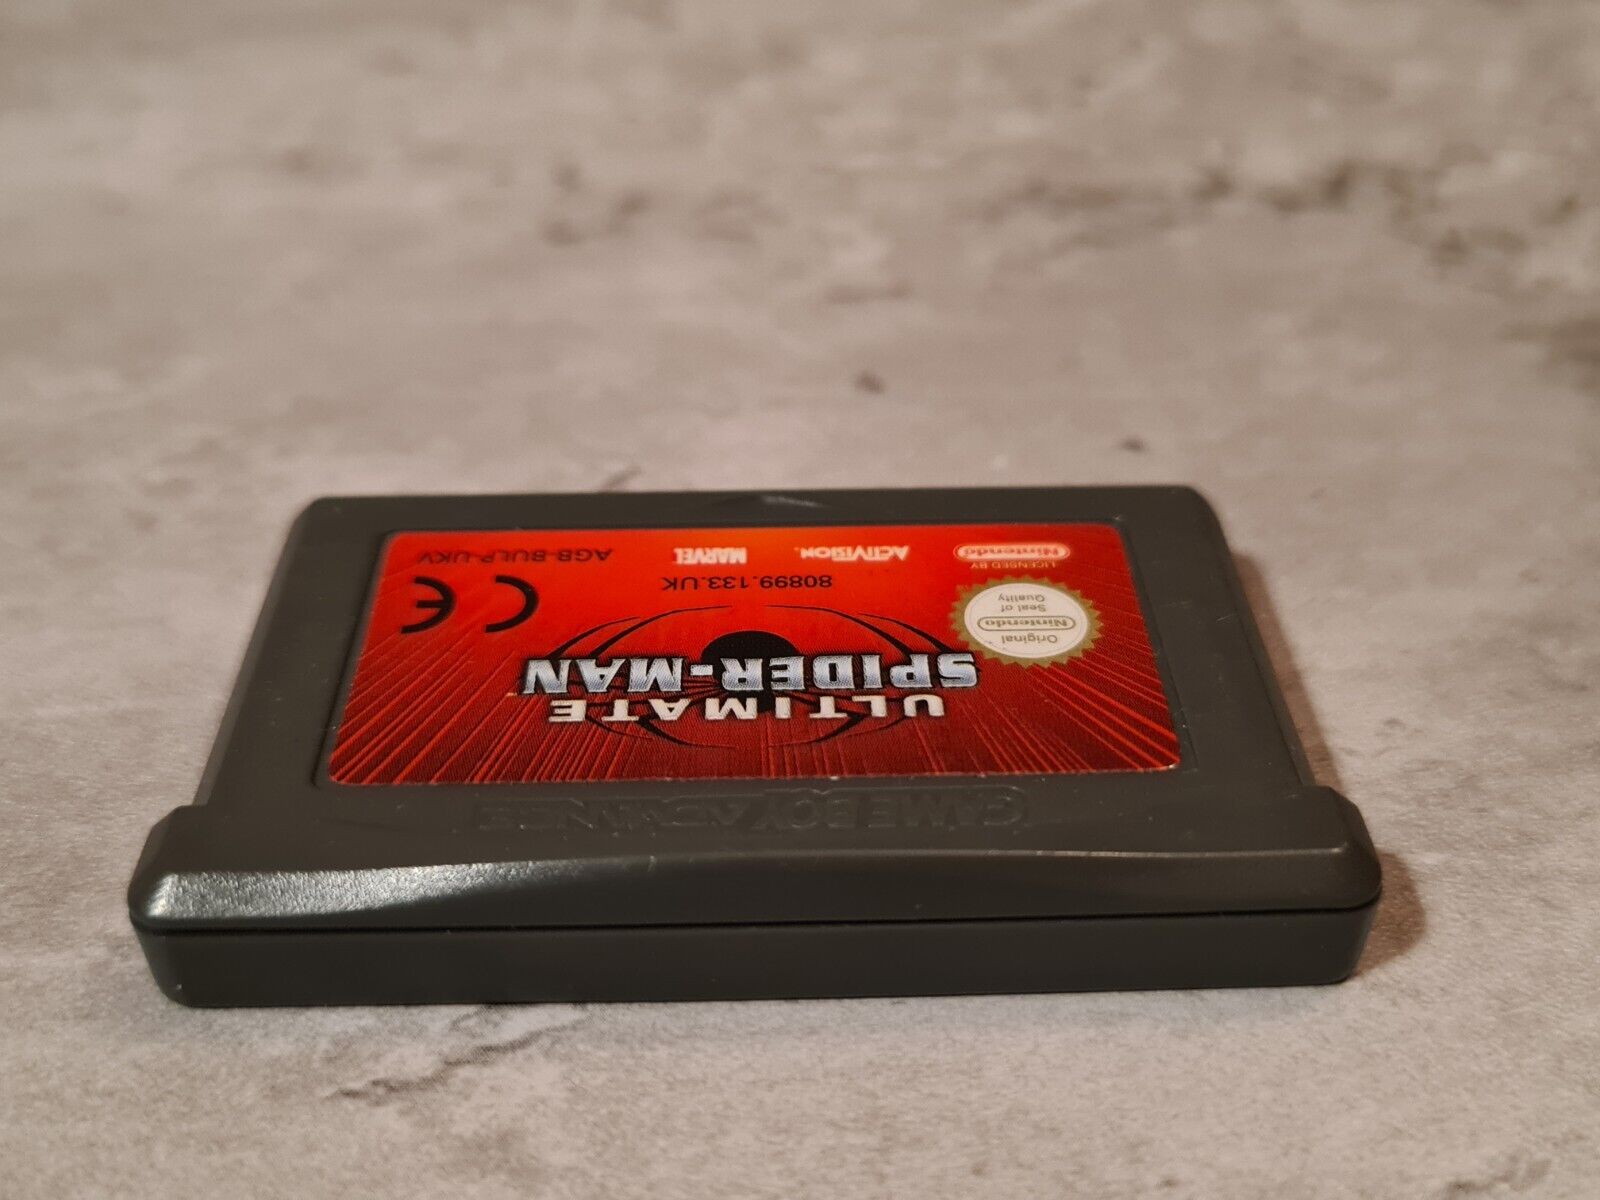 GAME BOY ADVANCE
ULTIMATE
SPIDER-MAN
Original
Nintendo
Seal of
Quality
80899.133.UK
CE
LICENSED BY
Nintendo
ACTIVISION
MARVEL
AGB-BULP-UKV